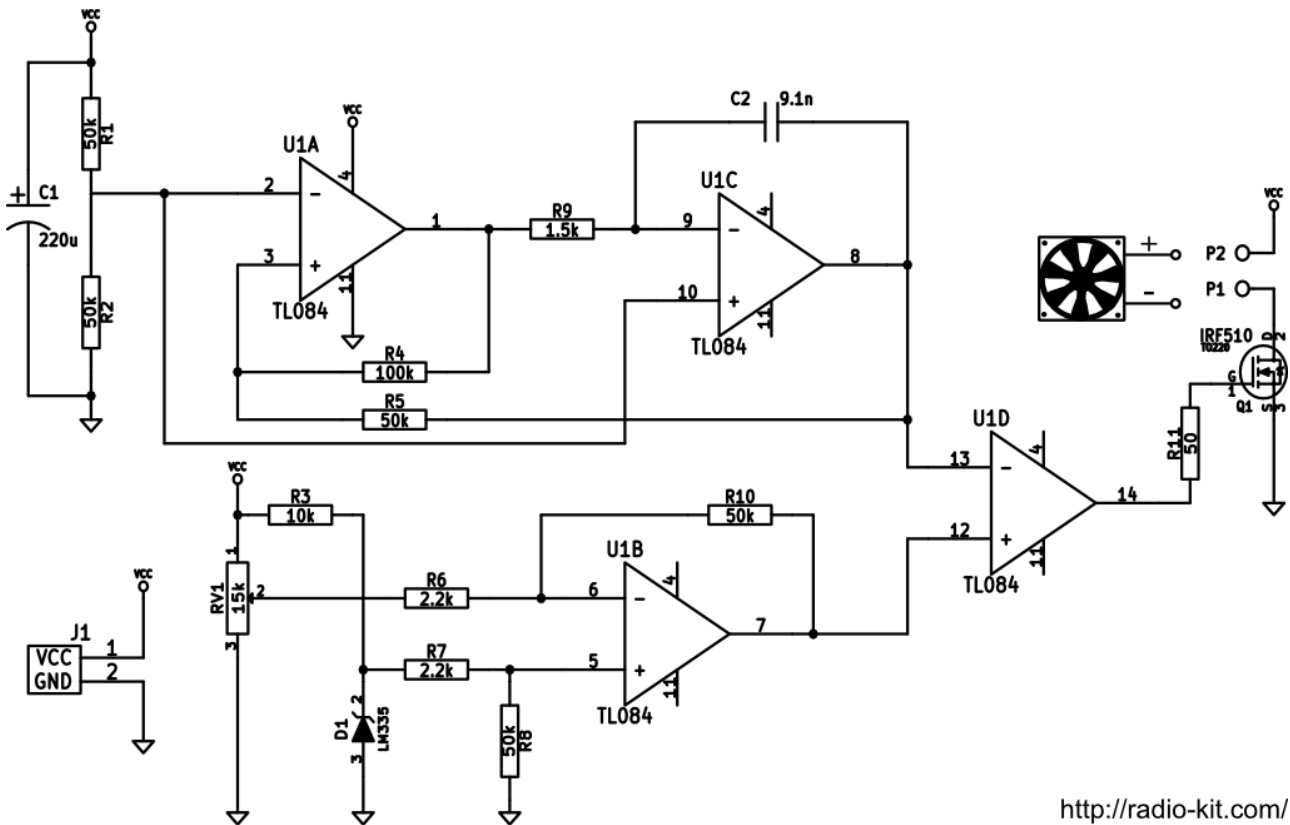 VCC
50k
R1
+
C1
220u
50k
R2
U1A
VCC
4
2
-
3
+
1
11
TL084
R4
100k
R5
50k
R9
1.5k
C2 9.1n
U1C
4
9
-
10
+
8
11
TL084
VCC
+
P2
-
P1
IRF510
TO220
D
2
G
1
Q1
S
3
R11
50
U1D
4
13
-
12
+
14
11
TL084
VCC
R3
10k
1
RV1
15k
2
3
R6
2.2k
R7
2.2k
R10
50k
U1B
4
6
-
5
+
7
11
TL084
50k
R8
2
D1
LM335
3
VCC
J1
VCC
1
GND
2
http://radio-kit.com/